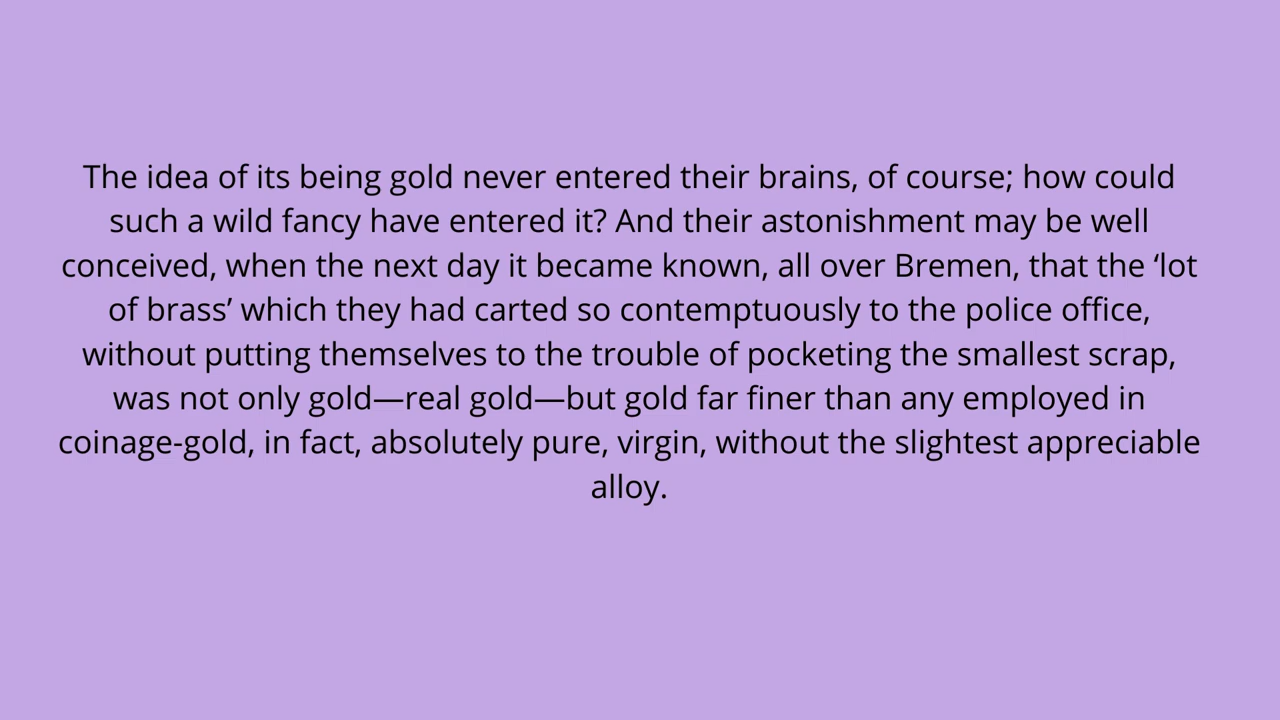 The idea of its being gold never entered their brains, of course; how could
such a wild fancy have entered it? And their astonishment may be well
conceived, when the next day it became known, all over Bremen, that the ‘lot
of brass’ which they had carted so contemptuously to the police office,
without putting themselves to the trouble of pocketing the smallest scrap,
was not only gold—real gold—but gold far finer than any employed in
coinage-gold, in fact, absolutely pure, virgin, without the slightest appreciable
alloy.